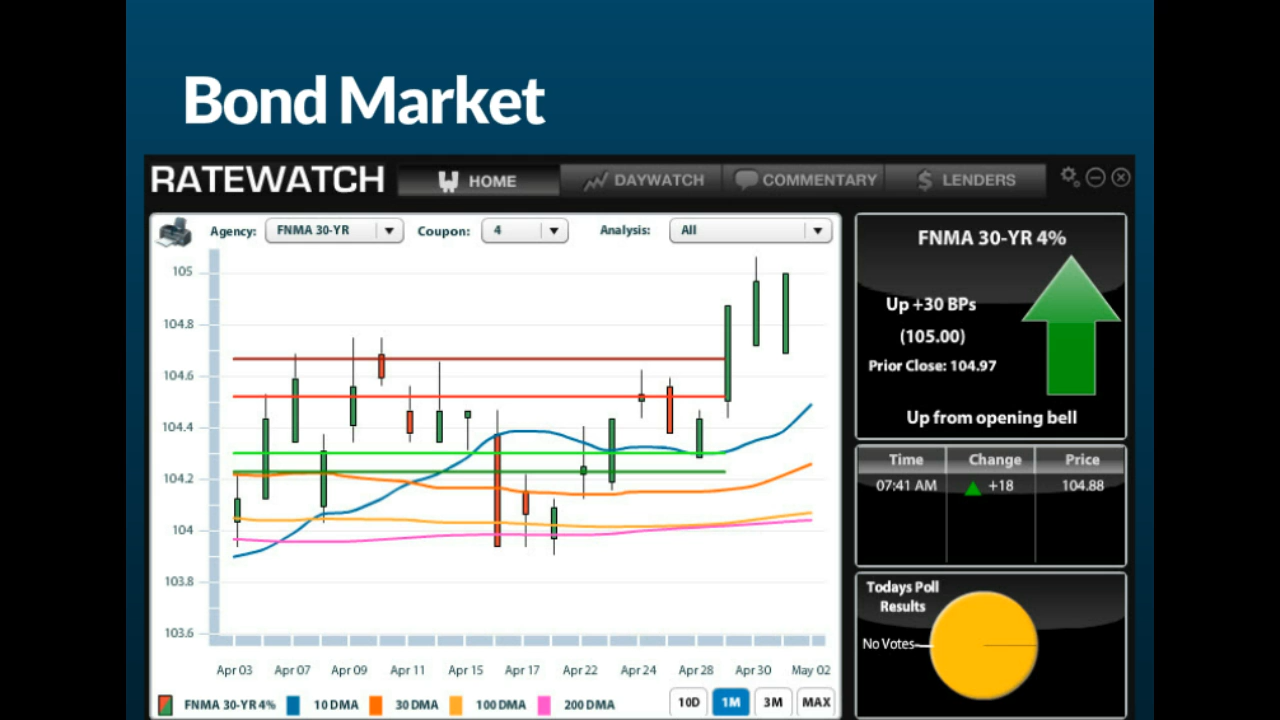 Bond Market
RATEWATCH HOME DAYWATCH COMMENTARY $ LENDERS
Agency: FNMA 30-YR Coupon: 4 Analysis: All
105
104.8
104.6
104.4
104.2
104
103.8
103.6
Apr 03 Apr 07 Apr 09 Apr 11 Apr 15 Apr 17 Apr 22 Apr 24 Apr 28 Apr 30 May 02
FNMA 30-YR 4% 10 DMA 30 DMA 100 DMA 200 DMA 10D 1M 3M MAX
FNMA 30-YR 4%
Up +30 BPs
(105.00)
Prior Close: 104.97
Up from opening bell
Time Change Price
07:41 AM +18 104.88
Todays Poll
Results
No Votes